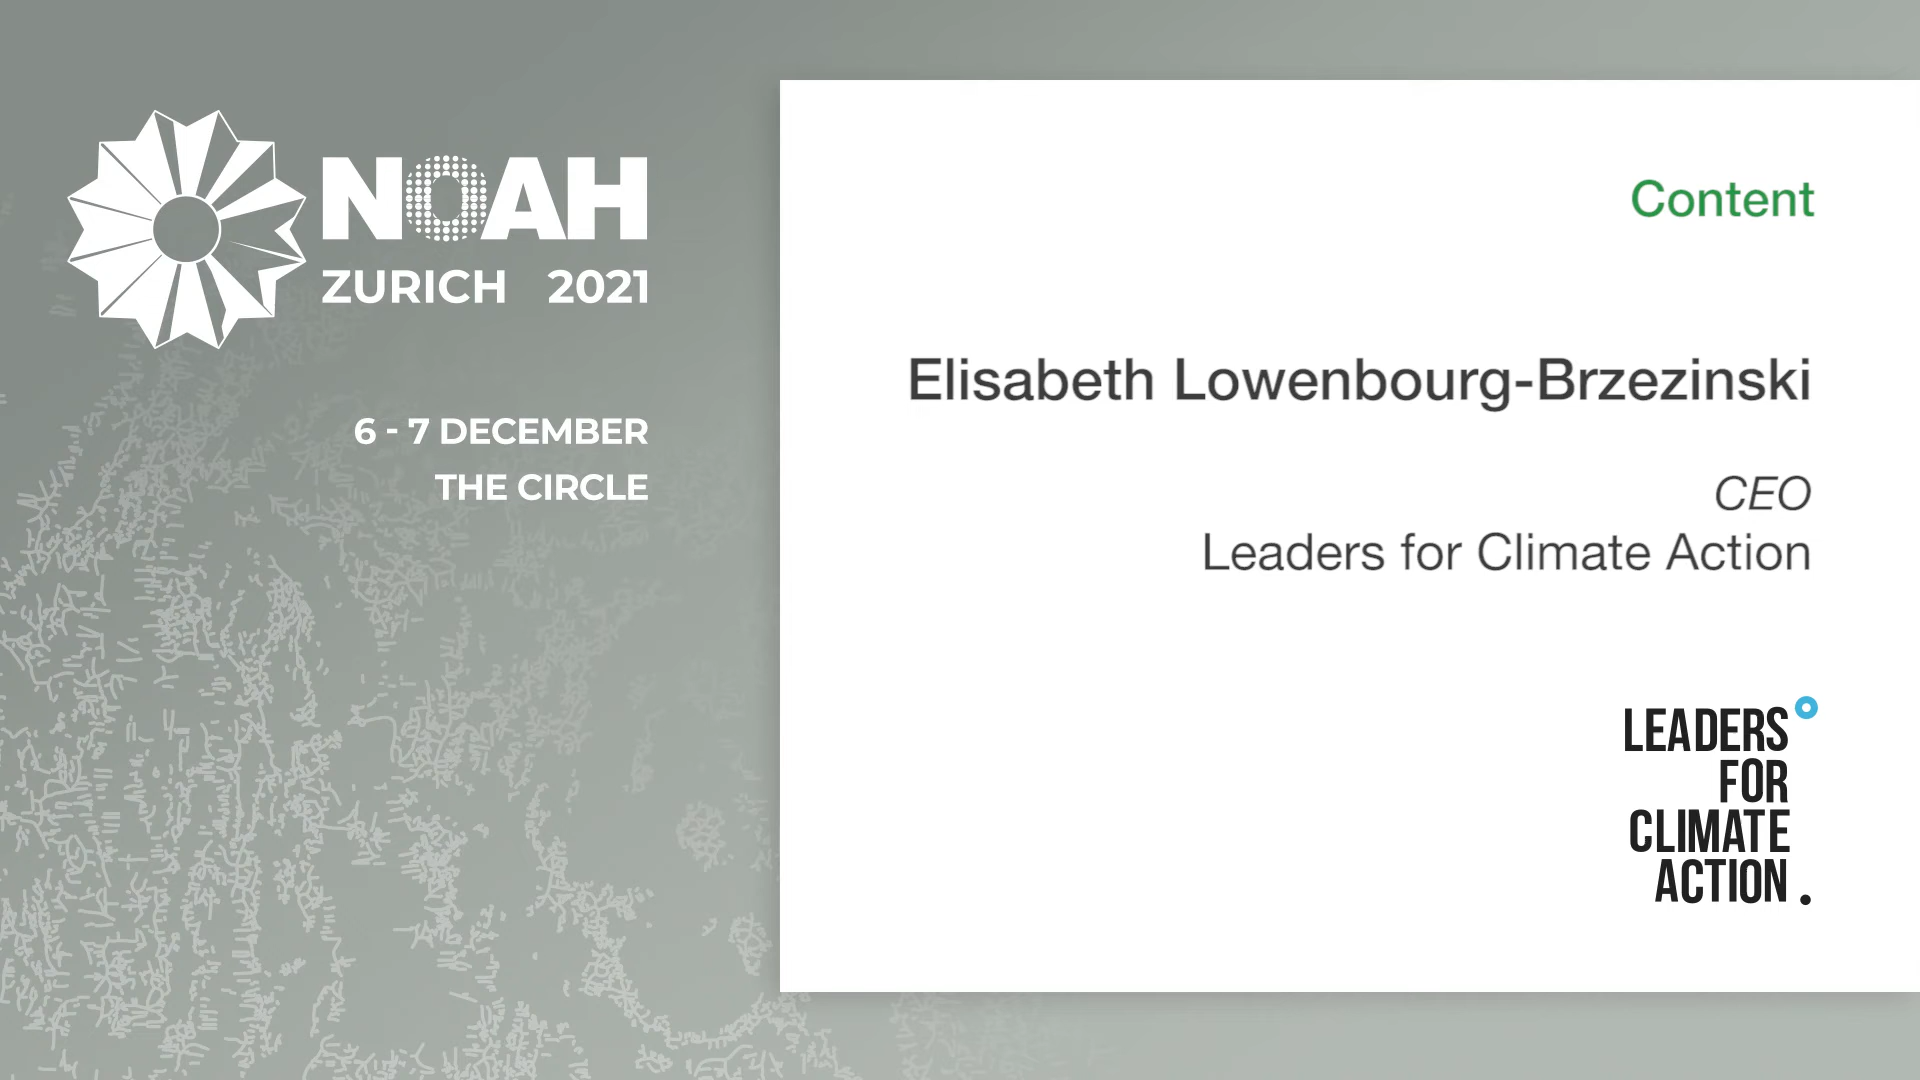 NOAH
ZURICH 2021
6 - 7 DECEMBER
THE CIRCLE
Content
Elisabeth Lowenbourg-Brzezinski
CEO
Leaders for Climate Action
LEADERS
FOR
CLIMATE
ACTION.